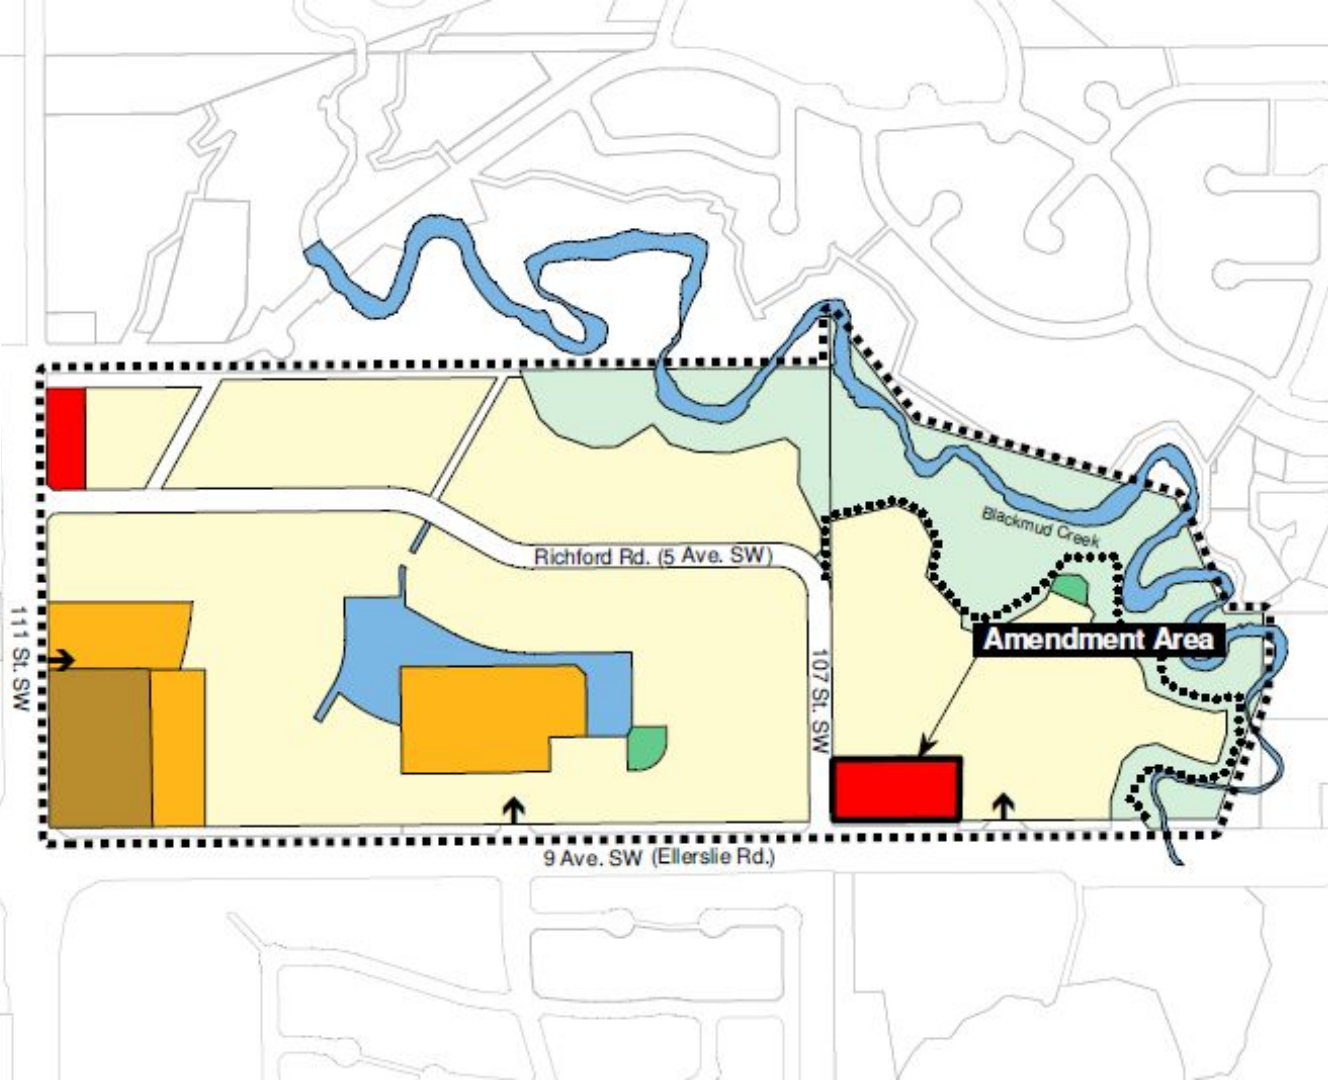 Blackmud Creek
Richford Rd. (5 Ave. SW)
Amendment Area
111 St. SW
107 St. SW
9 Ave. SW (Ellerslie Rd.)